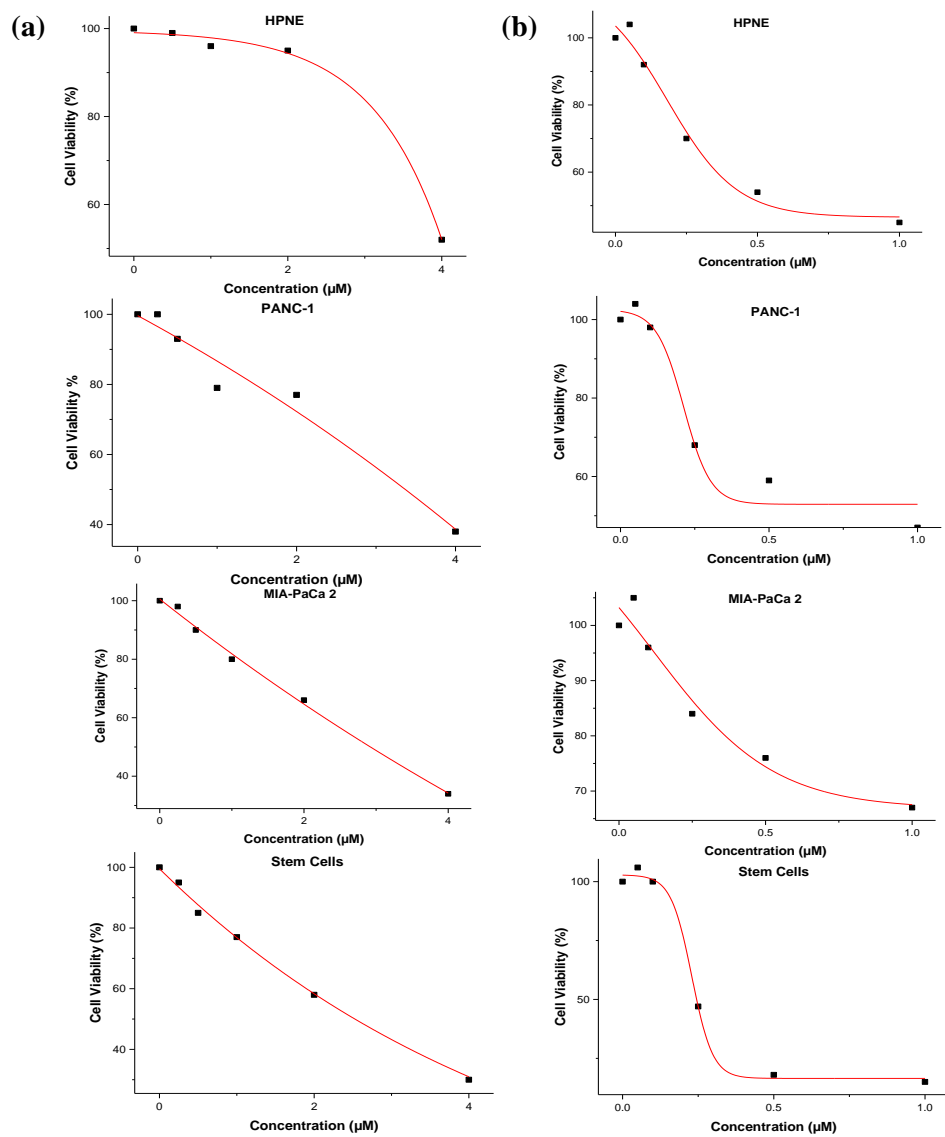 (a)
HPNE
100
80
60
Cell Viability (%)
0
2
4
Concentration (µM)
PANC-1
100
80
60
40
Cell Viability %
0
2
4
Concentration (µM)
MIA-PaCa 2
100
80
60
40
Cell Viability (%)
0
2
4
Concentration (µM)
Stem Cells
100
80
60
40
Cell Viability (%)
0
2
4
Concentration (µM)
(b)
HPNE
100
80
60
Cell Viability (%)
0.0
0.5
1.0
Concentration (µM)
PANC-1
100
80
60
Cell Viability (%)
0.0
0.5
1.0
Concentration (µM)
MIA-PaCa 2
100
90
80
70
Cell Viability (%)
0.0
0.5
1.0
Concentration (µM)
Stem Cells
100
50
Cell Viability (%)
0.0
0.5
1.0
Concentration (µM)